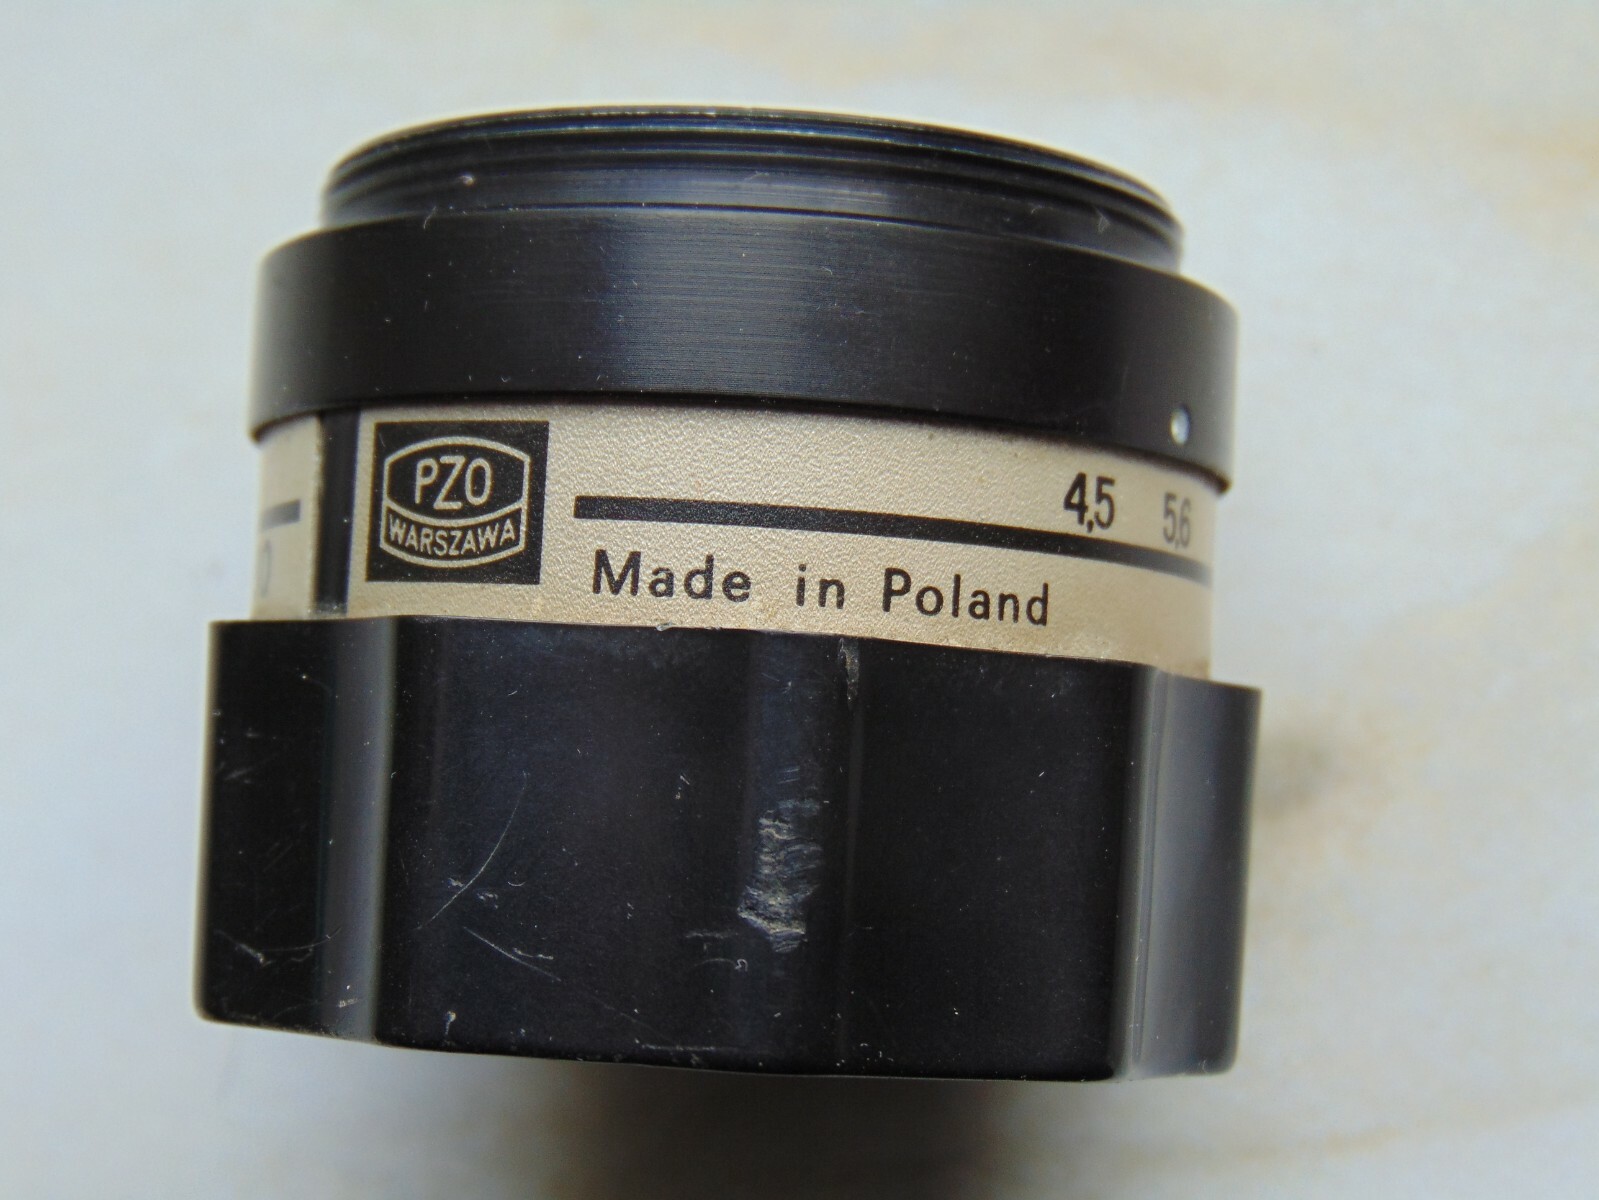 PZO
WARSZAWA
4,5 5,6
Made in Poland